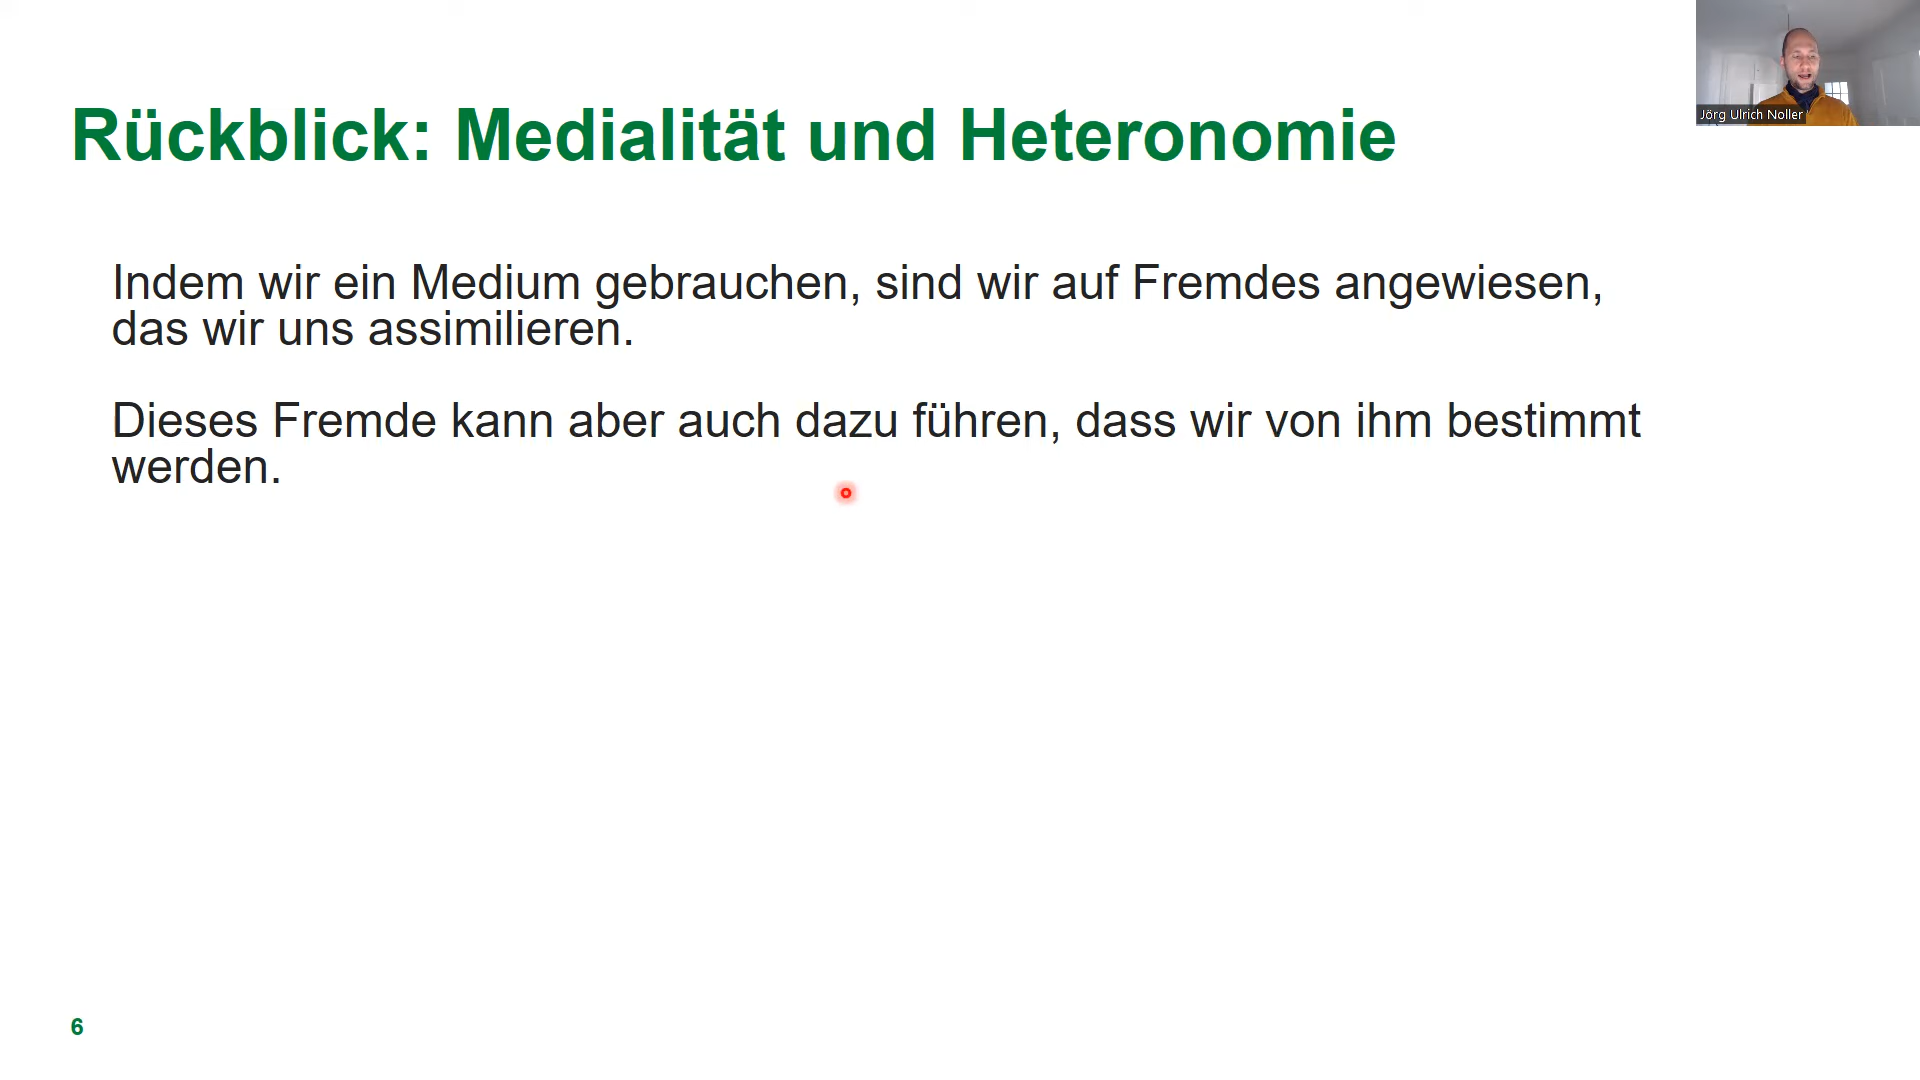 Rückblick: Medialität und Heteronomie
Jörg Ulrich Noller
Indem wir ein Medium gebrauchen, sind wir auf Fremdes angewiesen,
das wir uns assimilieren.
Dieses Fremde kann aber auch dazu führen, dass wir von ihm bestimmt
werden.
6